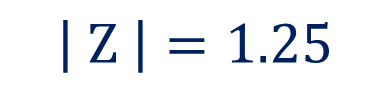 | Z | = 1.25